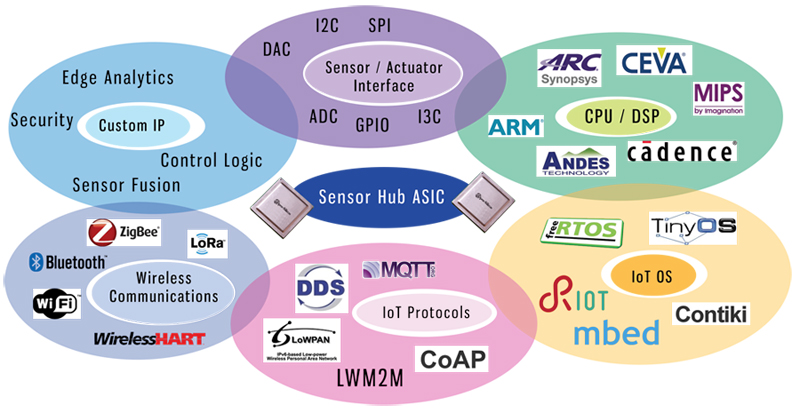 I2C SPI
DAC
Sensor / Actuator
Interface
ADC
GPIO
I3C
Edge Analytics
Security
Custom IP
Control Logic
Sensor Fusion
ARC
Synopsys
CEVA
MIPS
by imagination
CPU / DSP
ARM
ANDES
TECHNOLOGY
cādence
Sensor Hub ASIC
ZigBee
LoRa
Bluetooth
Wireless
Communications
WiFi
WirelessHART
DDS
MQTT
IoT Protocols
6LoWPAN
IPv6-based Low-power
Wireless Personal Area Network
CoAP
LWM2M
free
RTOS
TinyOS
IoT OS
RIOT
mbed
Contiki